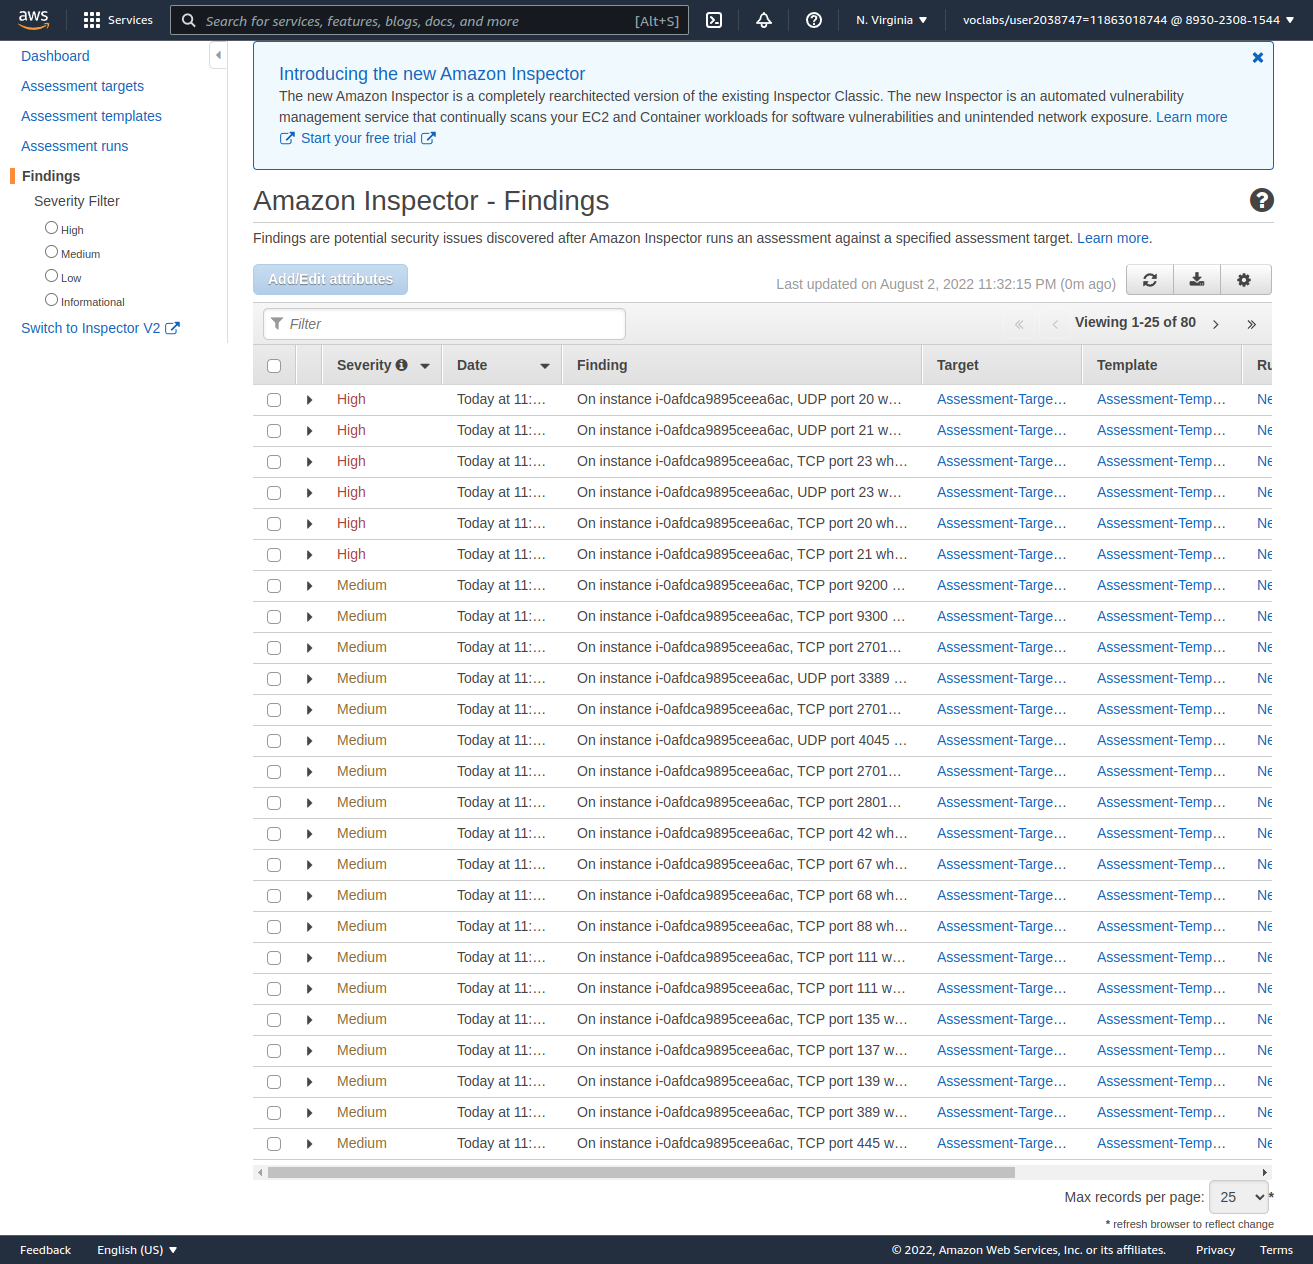 aws Services Search for services, features, blogs, docs, and more [Alt+S] N. Virginia voclabs/user2038747=11863018744 @ 8930-2308-1544
Dashboard
Assessment targets
Assessment templates
Assessment runs
Findings
Severity Filter
High
Medium
Low
Informational
Switch to Inspector V2
Introducing the new Amazon Inspector
The new Amazon Inspector is a completely rearchitected version of the existing Inspector Classic. The new Inspector is an automated vulnerability
management service that continually scans your EC2 and Container workloads for software vulnerabilities and unintended network exposure. Learn more
Start your free trial
Amazon Inspector - Findings
Findings are potential security issues discovered after Amazon Inspector runs an assessment against a specified assessment target. Learn more.
Add/Edit attributes Last updated on August 2, 2022 11:32:15 PM (0m ago)
Filter Viewing 1-25 of 80
Severity Date Finding Target Template Ru
High Today at 11:… On instance i-0afdca9895ceea6ac, UDP port 20 w… Assessment-Targe… Assessment-Temp… Ne
High Today at 11:… On instance i-0afdca9895ceea6ac, UDP port 21 w… Assessment-Targe… Assessment-Temp… Ne
High Today at 11:… On instance i-0afdca9895ceea6ac, TCP port 23 wh… Assessment-Targe… Assessment-Temp… Ne
High Today at 11:… On instance i-0afdca9895ceea6ac, UDP port 23 w… Assessment-Targe… Assessment-Temp… Ne
High Today at 11:… On instance i-0afdca9895ceea6ac, TCP port 20 wh… Assessment-Targe… Assessment-Temp… Ne
High Today at 11:… On instance i-0afdca9895ceea6ac, TCP port 21 wh… Assessment-Targe… Assessment-Temp… Ne
Medium Today at 11:… On instance i-0afdca9895ceea6ac, TCP port 9200 … Assessment-Targe… Assessment-Temp… Ne
Medium Today at 11:… On instance i-0afdca9895ceea6ac, TCP port 9300 … Assessment-Targe… Assessment-Temp… Ne
Medium Today at 11:… On instance i-0afdca9895ceea6ac, TCP port 2701… Assessment-Targe… Assessment-Temp… Ne
Medium Today at 11:… On instance i-0afdca9895ceea6ac, UDP port 3389 … Assessment-Targe… Assessment-Temp… Ne
Medium Today at 11:… On instance i-0afdca9895ceea6ac, TCP port 2701… Assessment-Targe… Assessment-Temp… Ne
Medium Today at 11:… On instance i-0afdca9895ceea6ac, UDP port 4045 … Assessment-Targe… Assessment-Temp… Ne
Medium Today at 11:… On instance i-0afdca9895ceea6ac, TCP port 2701… Assessment-Targe… Assessment-Temp… Ne
Medium Today at 11:… On instance i-0afdca9895ceea6ac, TCP port 2801… Assessment-Targe… Assessment-Temp… Ne
Medium Today at 11:… On instance i-0afdca9895ceea6ac, TCP port 42 wh… Assessment-Targe… Assessment-Temp… Ne
Medium Today at 11:… On instance i-0afdca9895ceea6ac, TCP port 67 wh… Assessment-Targe… Assessment-Temp… Ne
Medium Today at 11:… On instance i-0afdca9895ceea6ac, TCP port 68 wh… Assessment-Targe… Assessment-Temp… Ne
Medium Today at 11:… On instance i-0afdca9895ceea6ac, TCP port 88 wh… Assessment-Targe… Assessment-Temp… Ne
Medium Today at 11:… On instance i-0afdca9895ceea6ac, TCP port 111 w… Assessment-Targe… Assessment-Temp… Ne
Medium Today at 11:… On instance i-0afdca9895ceea6ac, TCP port 111 w… Assessment-Targe… Assessment-Temp… Ne
Medium Today at 11:… On instance i-0afdca9895ceea6ac, TCP port 135 w… Assessment-Targe… Assessment-Temp… Ne
Medium Today at 11:… On instance i-0afdca9895ceea6ac, TCP port 137 w… Assessment-Targe… Assessment-Temp… Ne
Medium Today at 11:… On instance i-0afdca9895ceea6ac, TCP port 139 w… Assessment-Targe… Assessment-Temp… Ne
Medium Today at 11:… On instance i-0afdca9895ceea6ac, TCP port 389 w… Assessment-Targe… Assessment-Temp… Ne
Medium Today at 11:… On instance i-0afdca9895ceea6ac, TCP port 445 w… Assessment-Targe… Assessment-Temp… Ne
Max records per page: 25 *
* refresh browser to reflect change
Feedback English (US) © 2022, Amazon Web Services, Inc. or its affiliates. Privacy Terms